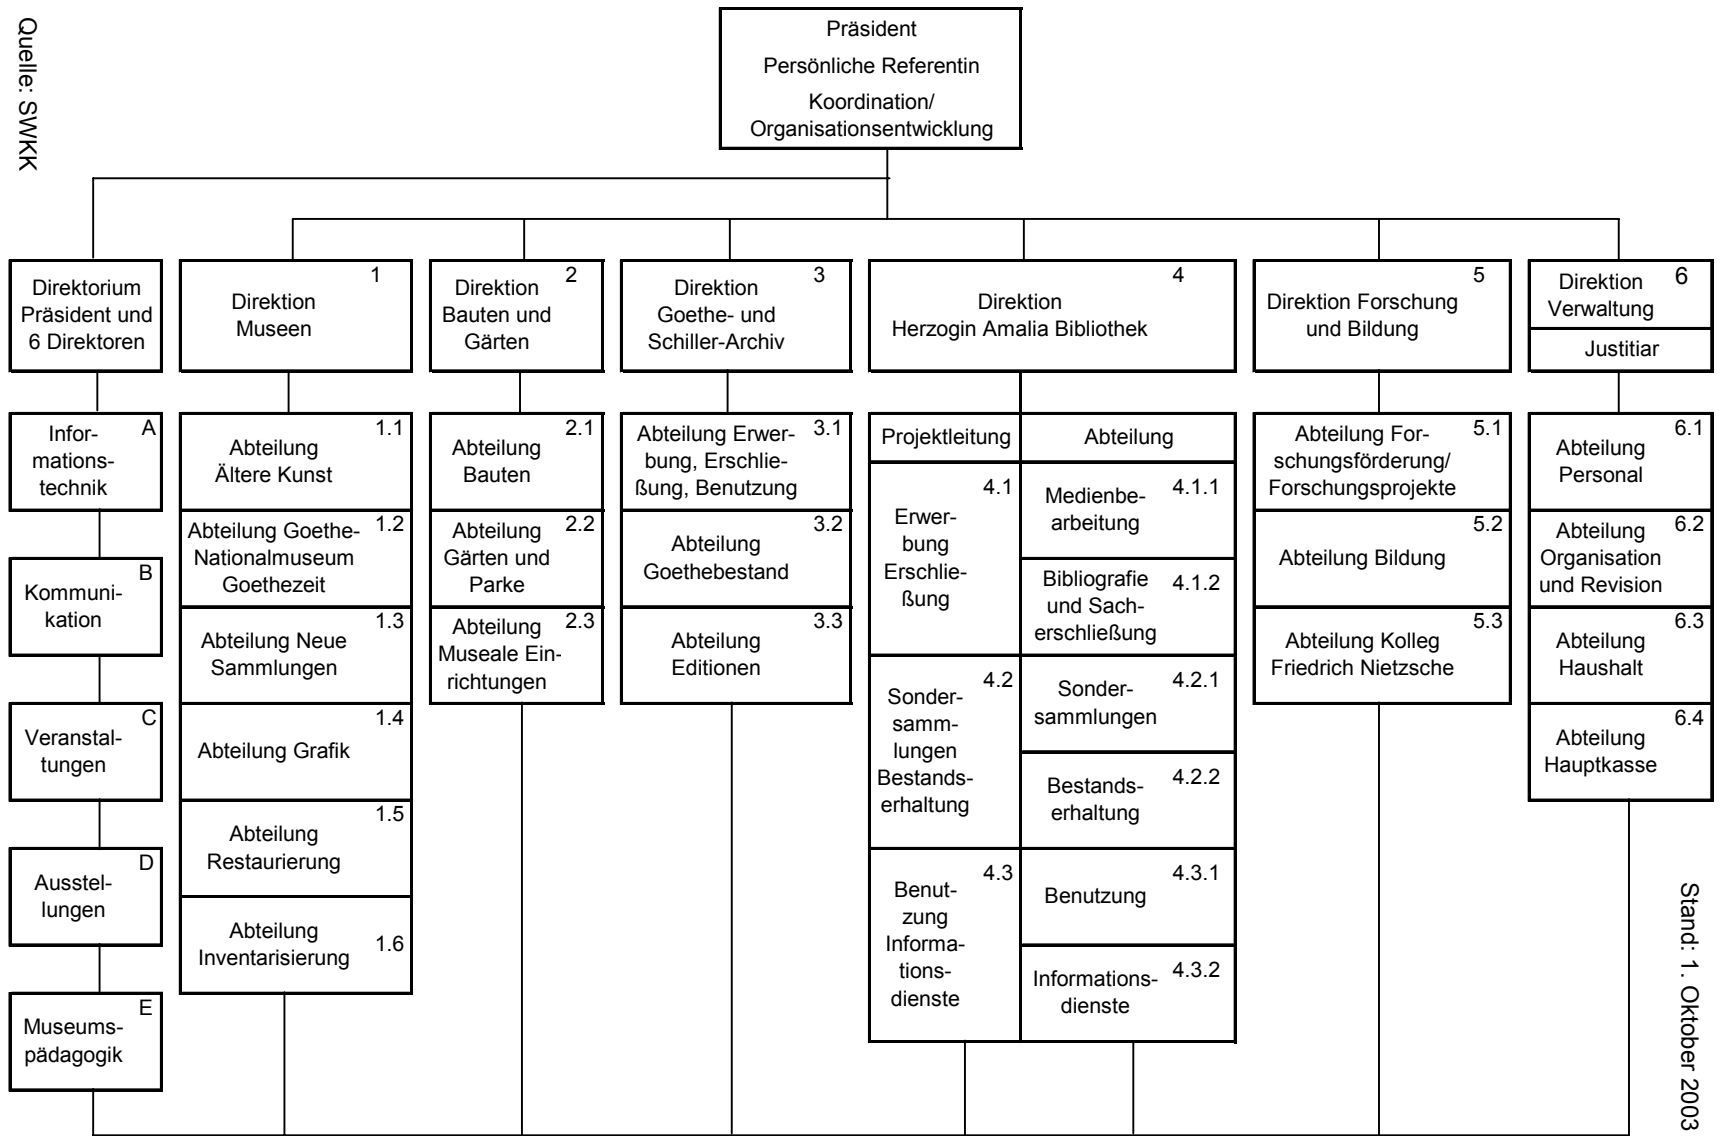 Quelle: SWKK
Präsident
Persönliche Referentin
Koordination/
Organisationsentwicklung
Direktorium
Präsident und
6 Direktoren
1
Direktion
Museen
2
Direktion
Bauten und
Gärten
3
Direktion
Goethe- und
Schiller-Archiv
4
Direktion
Herzogin Amalia Bibliothek
5
Direktion Forschung
und Bildung
6
Direktion
Verwaltung
Justitiar
A
Infor-
mations-
technik
B
Kommuni-
kation
C
Veranstal-
tungen
D
Ausstel-
lungen
E
Museums-
pädagogik
1.1
Abteilung
Ältere Kunst
1.2
Abteilung Goethe-
Nationalmuseum
Goethezeit
1.3
Abteilung Neue
Sammlungen
1.4
Abteilung Grafik
1.5
Abteilung
Restaurierung
1.6
Abteilung
Inventarisierung
2.1
Abteilung
Bauten
2.2
Abteilung
Gärten und
Parke
2.3
Abteilung
Museale Ein-
richtungen
3.1
Abteilung Erwer-
bung, Erschlie-
ßung, Benutzung
3.2
Abteilung
Goethebestand
3.3
Abteilung
Editionen
Projektleitung
Abteilung
4.1
Erwer-
bung
Erschlie-
ßung
4.1.1
Medienbe-
arbeitung
4.1.2
Bibliografie
und Sach-
erschließung
4.2
Sonder-
samm-
lungen
Bestands-
erhaltung
4.2.1
Sonder-
sammlungen
4.2.2
Bestands-
erhaltung
4.3
Benut-
zung
Informa-
tions-
dienste
4.3.1
Benutzung
4.3.2
Informations-
dienste
5.1
Abteilung For-
schungsförderung/
Forschungsprojekte
5.2
Abteilung Bildung
5.3
Abteilung Kolleg
Friedrich Nietzsche
6.1
Abteilung
Personal
6.2
Abteilung
Organisation
und Revision
6.3
Abteilung
Haushalt
6.4
Abteilung
Hauptkasse
Stand: 1. Oktober 2003